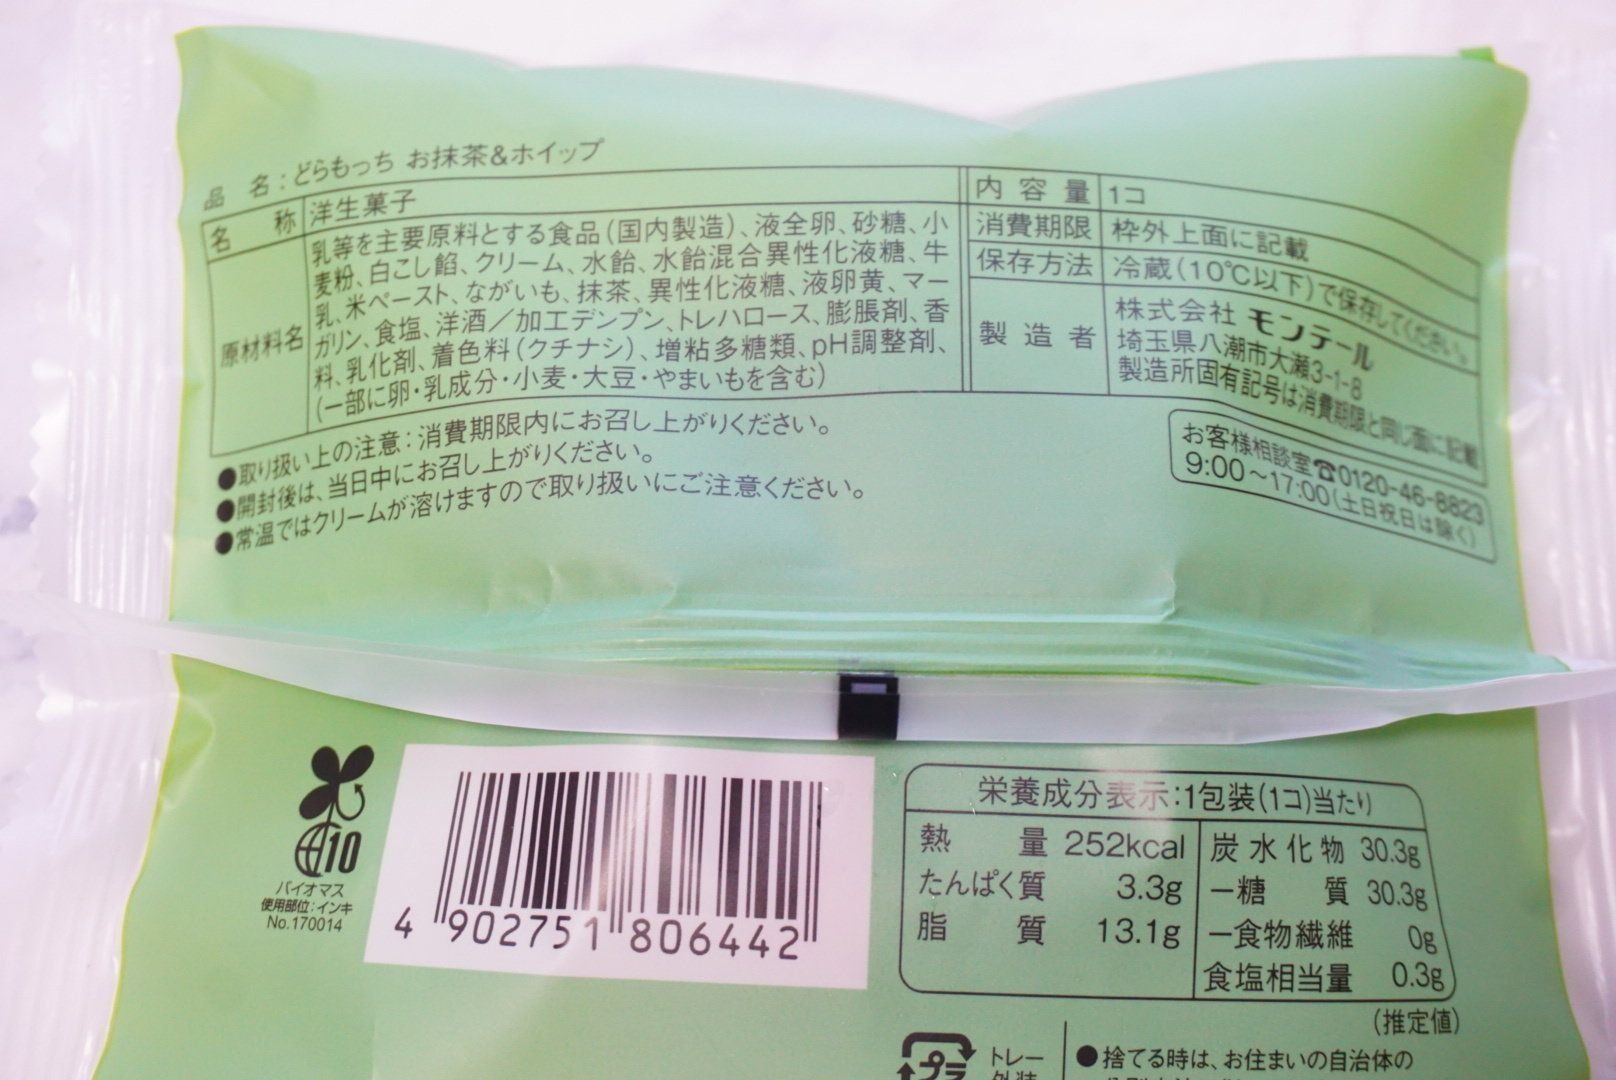 品名:どらもっち お抹茶&ホイップ
名称 洋生菓子
原材料名 乳等を主要原料とする食品(国内製造)、液全卵、砂糖、小
麦粉、白こし餡、クリーム、水飴、水飴混合異性化液糖、牛
乳、米ペースト、ながいも、抹茶、異性化液糖、液卵黄、マー
ガリン、食塩、洋酒/加工デンプン、トレハロース、膨脹剤、香
料、乳化剤、着色料(クチナシ)、増粘多糖類、pH調整剤、
(一部に卵・乳成分・小麦・大豆・やまいもを含む)
内容量 1コ
消費期限 枠外上面に記載
保存方法 冷蔵(10℃以下)で保存してください。
製造者 株式会社 モンテール
埼玉県八潮市大瀬3-1-8
製造所固有記号は消費期限と同じ面に記載
●取り扱い上の注意:消費期限内にお召し上がりください。
●開封後は、当日中にお召し上がりください。
●常温ではクリームが溶けますので取り扱いにご注意ください。
お客様相談室☎0120-46-8823
9:00～17:00(土日祝日は除く)
10
バイオマス
使用部位:インキ
No.170014
4 902751 806442
栄養成分表示:1包装(1コ)当たり
熱量 252kcal
たんぱく質 3.3g
脂質 13.1g
炭水化物 30.3g
－糖質 30.3g
－食物繊維 0g
食塩相当量 0.3g
(推定値)
プラ
トレー
外装
●捨てる時は、お住まいの自治体の